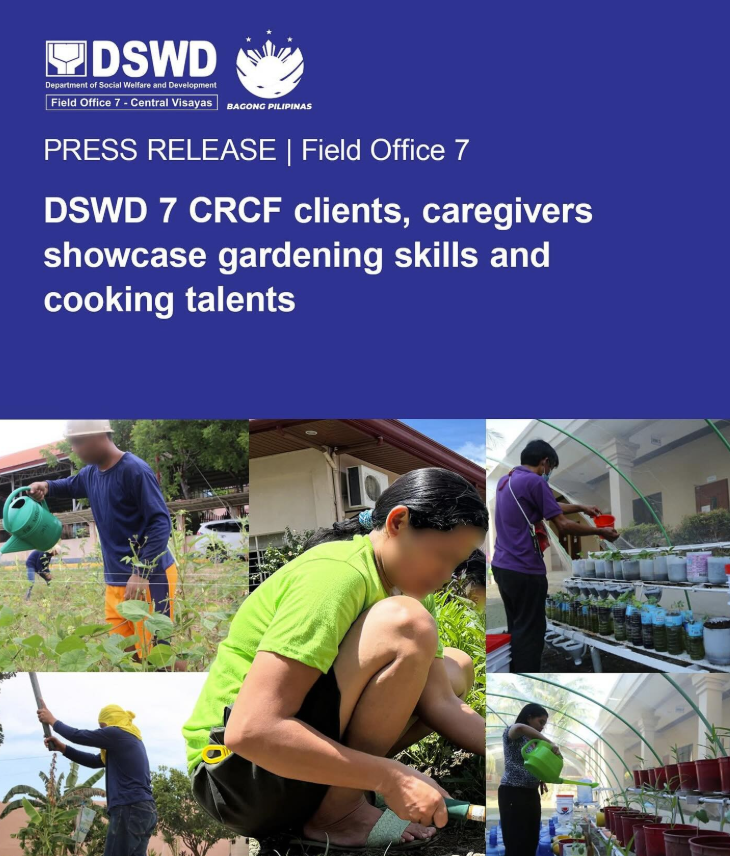 DSWD
Department of Social Welfare and Development
Field Office 7 - Central Visayas
BAGONG PILIPINAS
PRESS RELEASE | Field Office 7
DSWD 7 CRCF clients, caregivers
showcase gardening skills and
cooking talents